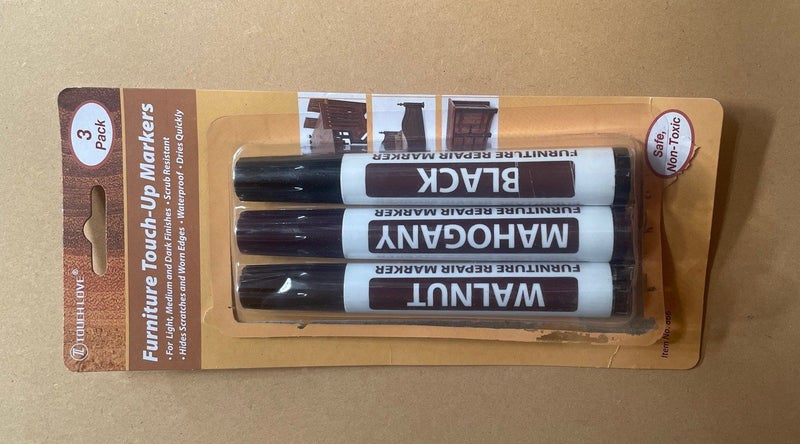 3
Pack
TOUCH LOVE®
Furniture Touch-Up Markers
• For Light, Medium and Dark Finishes • Scrub Resistant
• Hides Scratches and Worn Edges • Waterproof • Dries Quickly
Safe,
Non-Toxic
FURNITURE REPAIR MARKER
BLACK
FURNITURE REPAIR MARKER
MAHOGANY
FURNITURE REPAIR MARKER
WALNUT
Item No.